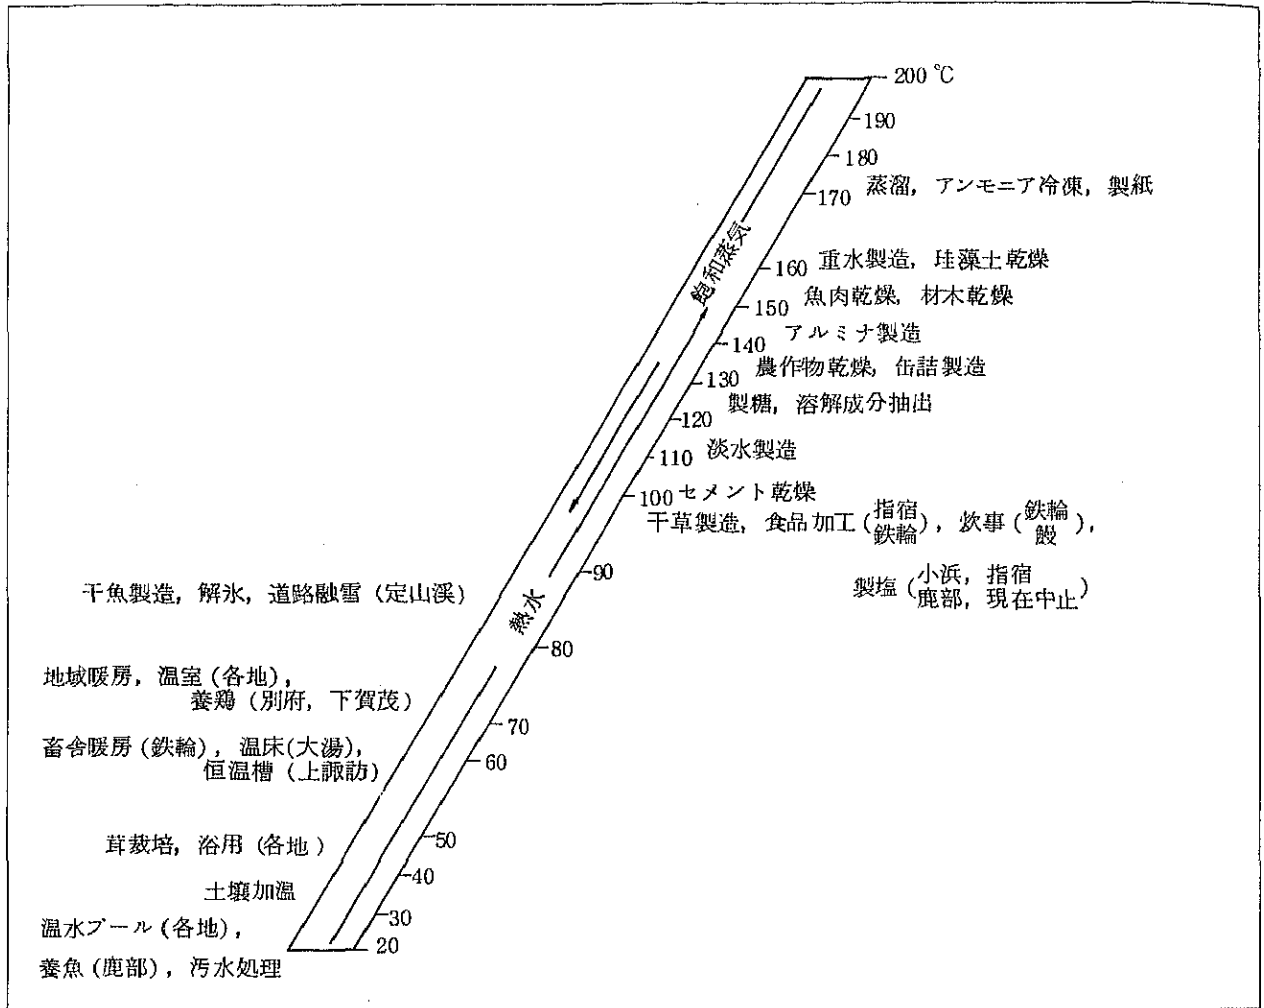 200 ℃
190
180
170 蒸溜, アンモニア冷凍, 製紙
飽和蒸気
160 重水製造, 珪藻土乾燥
150 魚肉乾燥, 材木乾燥
140 アルミナ製造
130 農作物乾燥, 缶詰製造
120 製糖, 溶解成分抽出
110 淡水製造
100 セメント乾燥
干草製造, 食品加工 (指宿
鉄輪), 炊事 (鉄輪
鰻),
製塩 (小浜, 指宿
鹿部, 現在中止)
90
干魚製造, 解氷, 道路融雪 (定山渓)
熱水
80
地域暖房, 温室 (各地),
養鶏 (別府, 下賀茂)
70
畜舎暖房 (鉄輪), 温床(大湯),
恒温槽 (上諏訪)
60
茸裁培, 浴用 (各地)
50
40
土壌加温
30
温水プール (各地),
20
養魚 (鹿部), 汚水処理